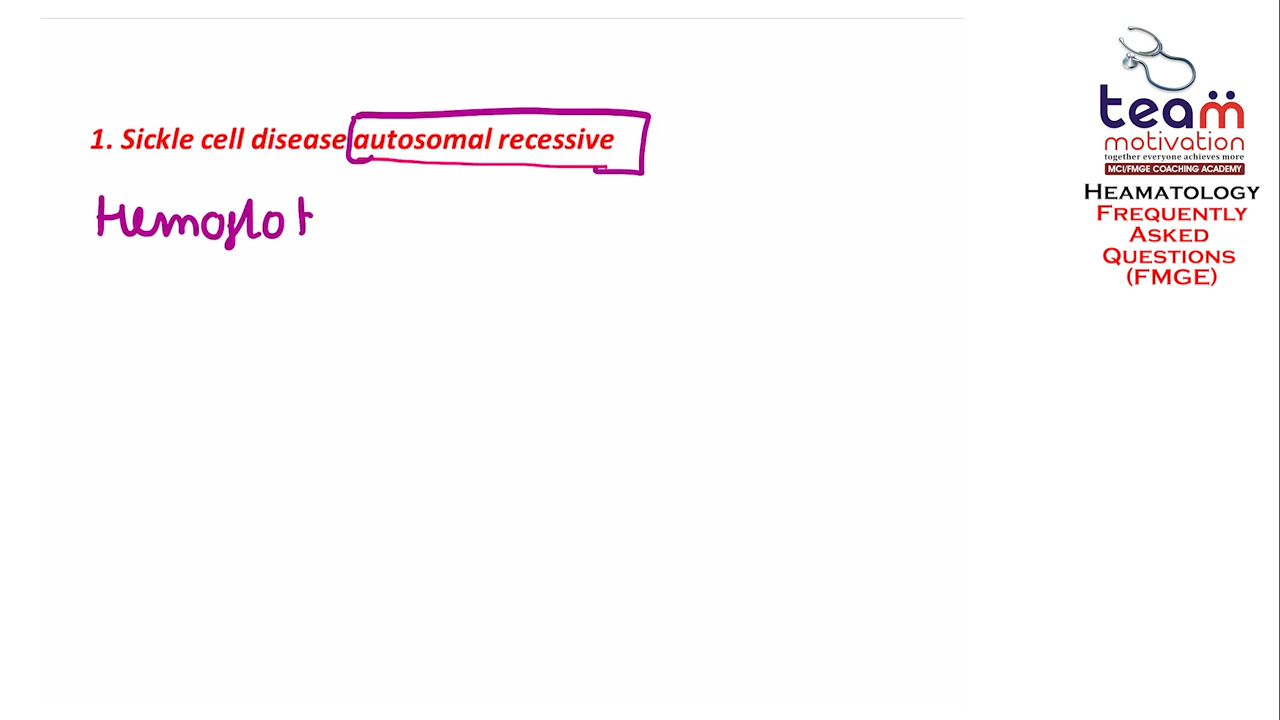 1. Sickle cell disease autosomal recessive
team
motivation
together everyone achieves more
MCI/FMGE COACHING ACADEMY
HEAMATOLOGY
FREQUENTLY
ASKED
QUESTIONS
(FMGE)